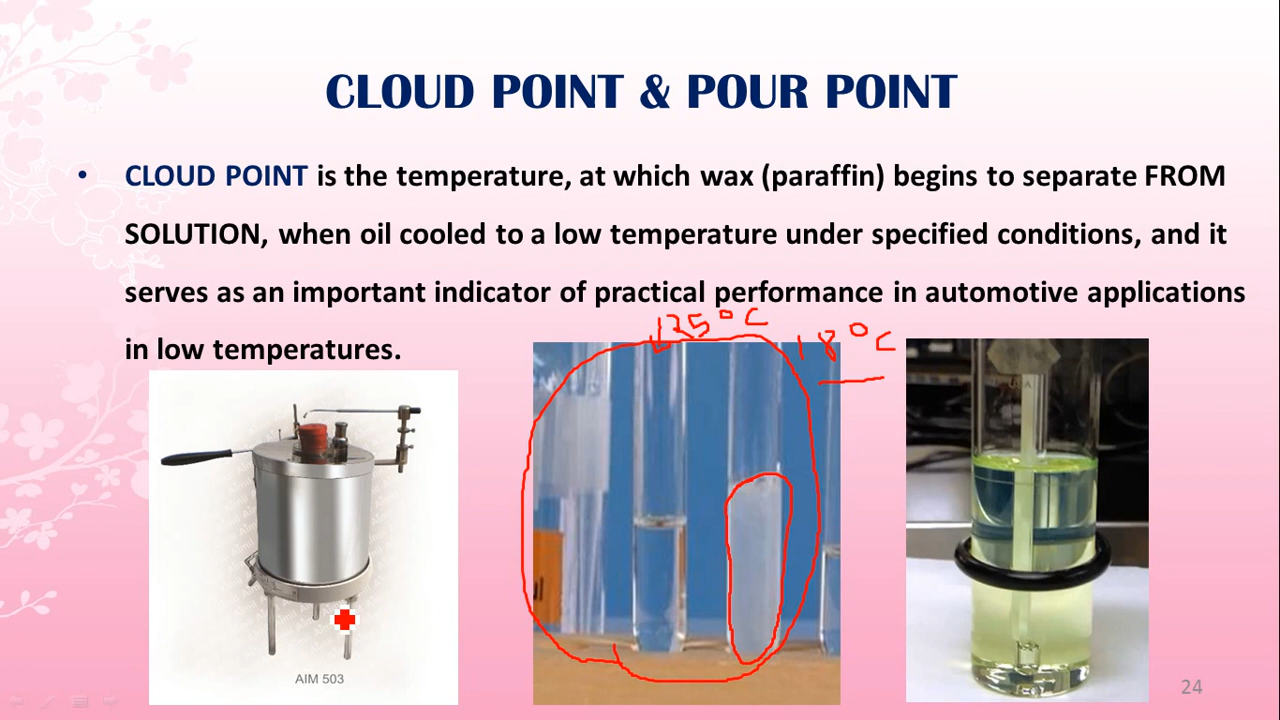 CLOUD POINT & POUR POINT
• CLOUD POINT is the temperature, at which wax (paraffin) begins to separate FROM
SOLUTION, when oil cooled to a low temperature under specified conditions, and it
serves as an important indicator of practical performance in automotive applications
in low temperatures.
25°C
18°C
AIM 503
24